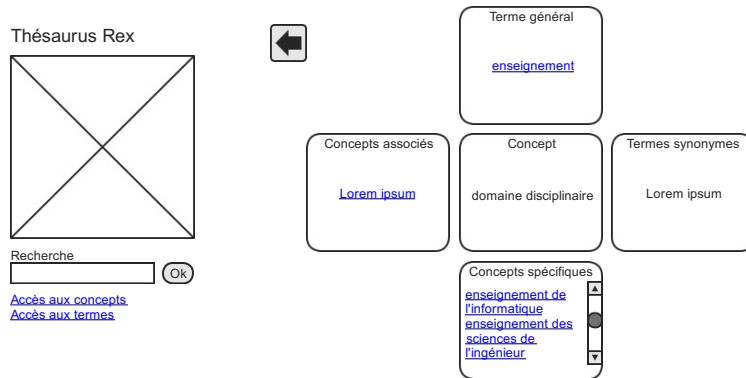 Thésaurus Rex
Recherche
Ok
Accès aux concepts
Accès aux termes
Terme général
enseignement
Concepts associés
Lorem ipsum
Concept
domaine disciplinaire
Termes synonymes
Lorem ipsum
Concepts spécifiques
enseignement de
l'informatique
enseignement des
sciences de
l'ingénieur